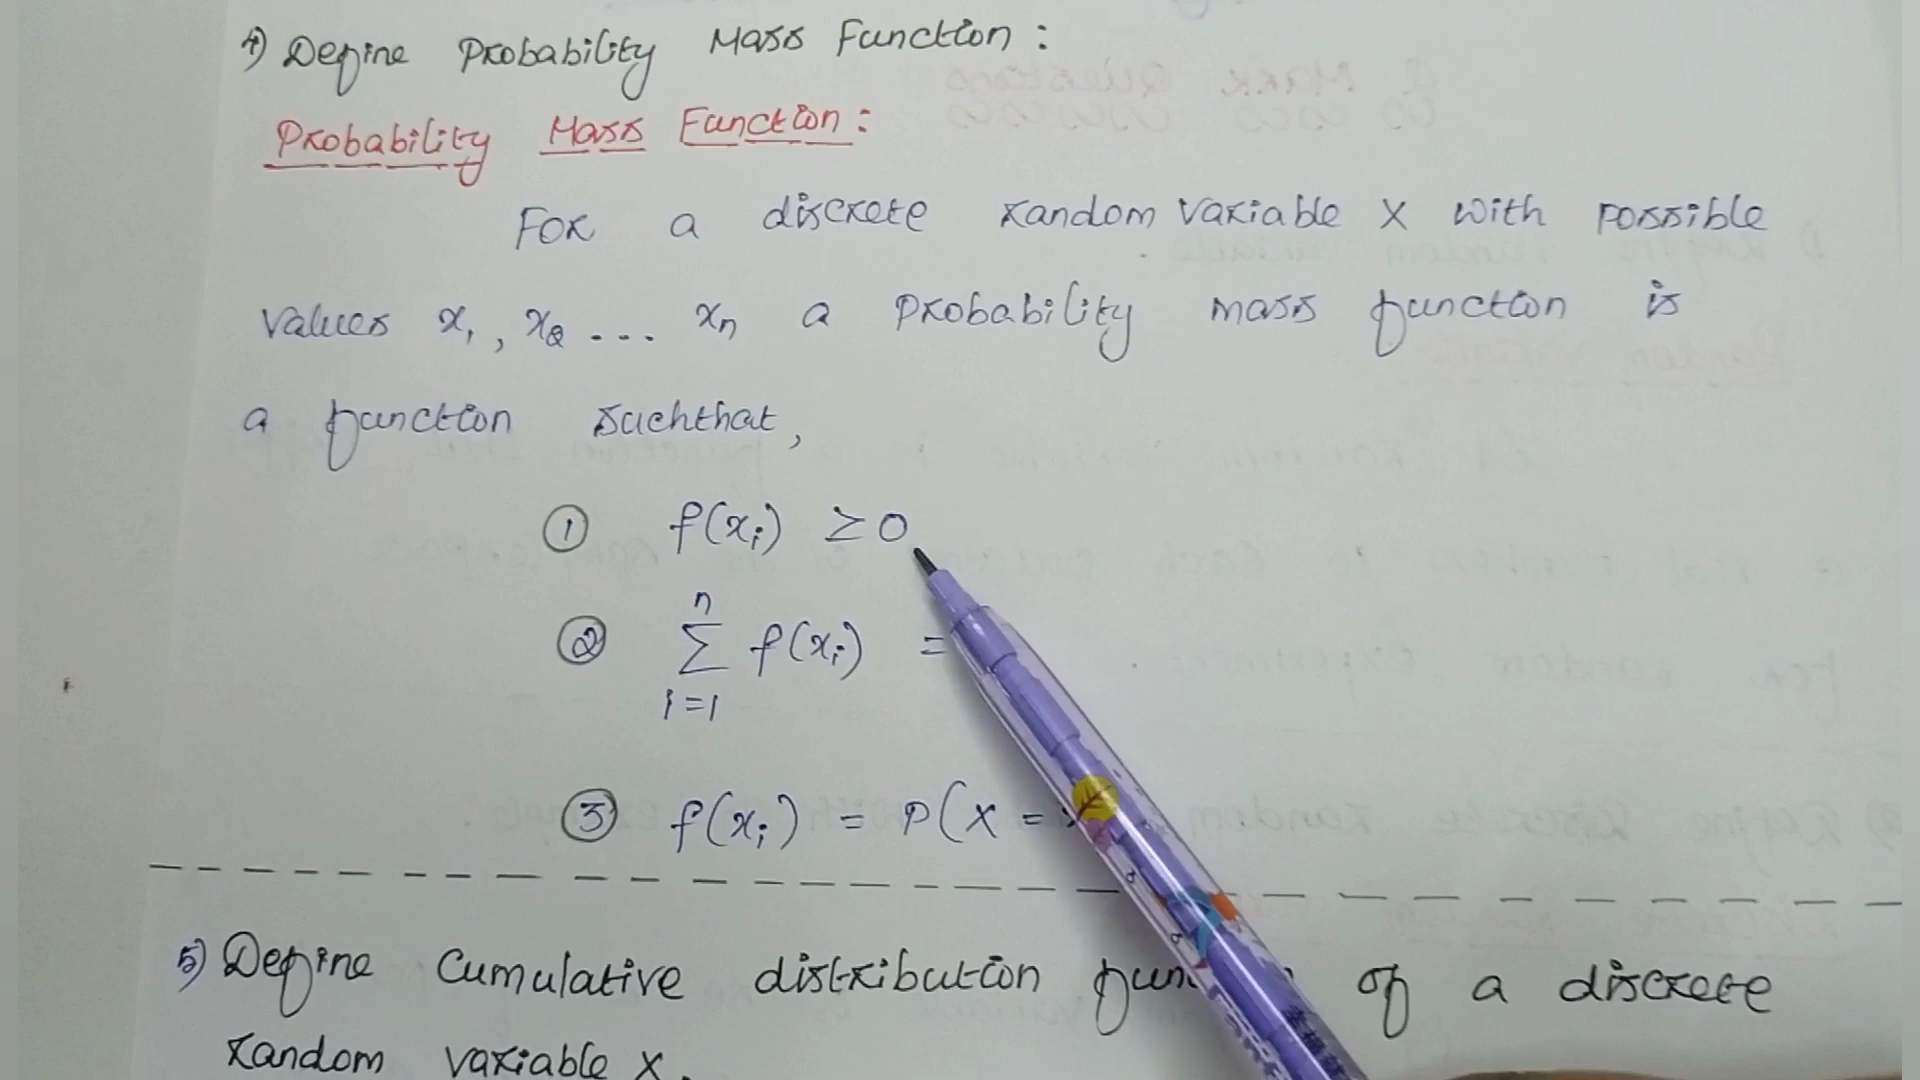 4) Define Probability Mass Function :
Probability Mass Function :
For a discrete random variable X with possible
values x₁, x₂ ... xₙ a probability mass function is
a function suchthat,
① f(xᵢ) ≥ 0
② n ∑ i=1 f(xᵢ) =
③ f(xᵢ) = P(X =
5) Define Cumulative distribution fun of a discrete
random variable X.